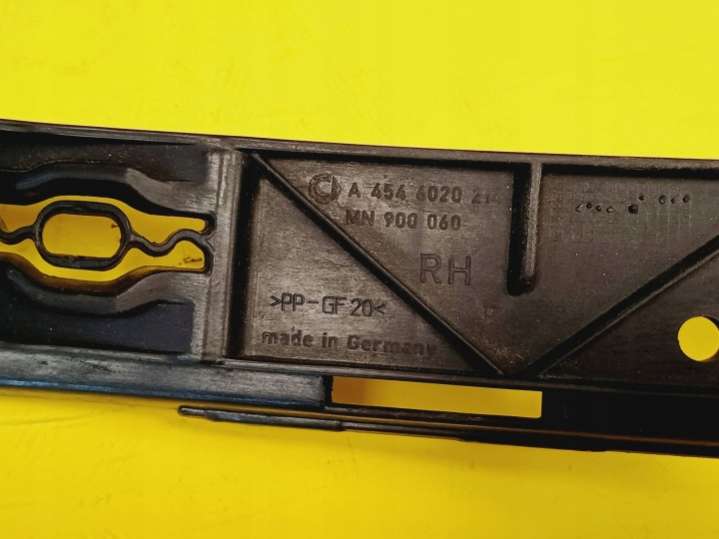 A 454 6020 21
MN 900 060
RH
>PP-GF20<
made in Germany